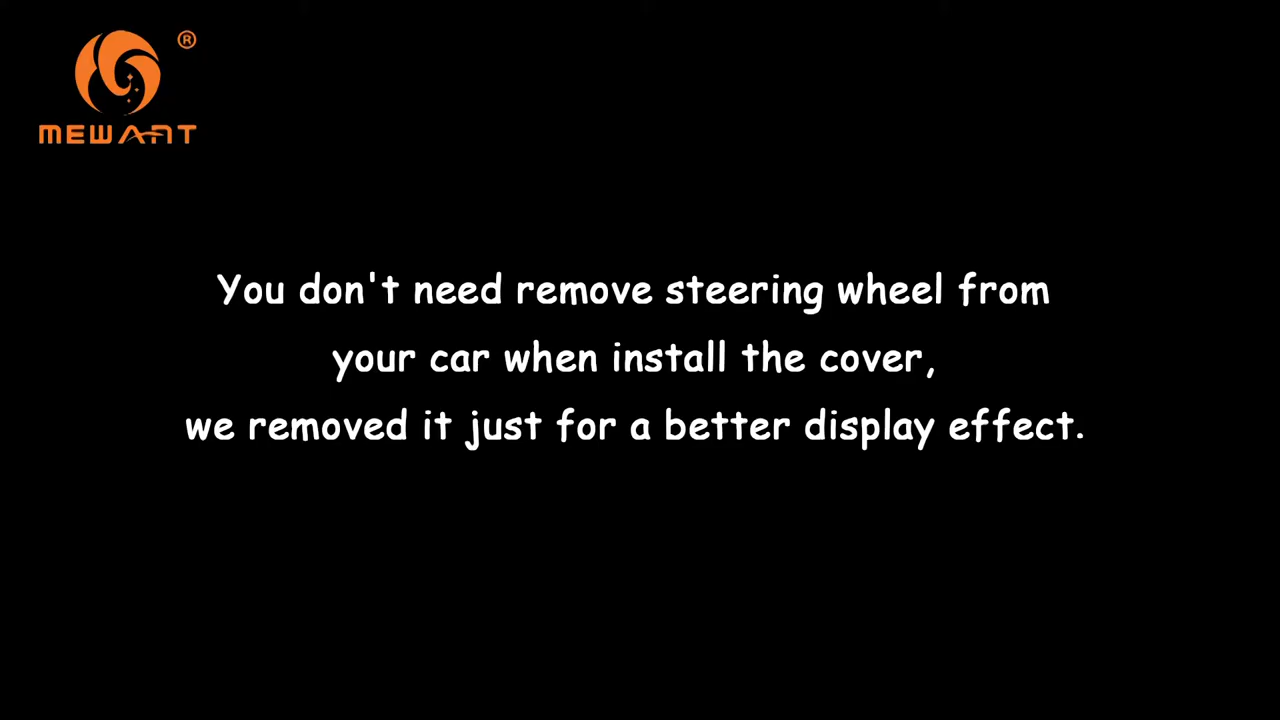 ®
MEWANT
You don't need remove steering wheel from
your car when install the cover,
we removed it just for a better display effect.